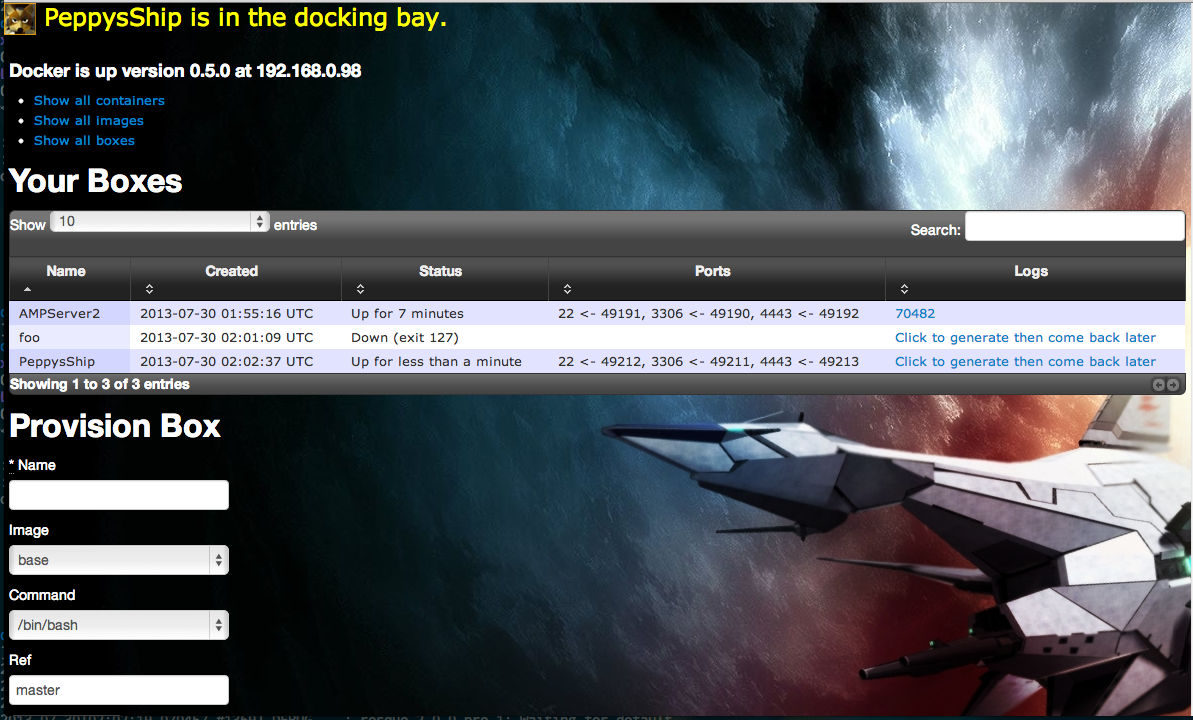 PeppysShip is in the docking bay.
Docker is up version 0.5.0 at 192.168.0.98
Show all containers
Show all images
Show all boxes
Your Boxes
Show 10 entries Search:
Name Created Status Ports Logs
AMPServer2 2013-07-30 01:55:16 UTC Up for 7 minutes 22 <- 49191, 3306 <- 49190, 4443 <- 49192 70482
foo 2013-07-30 02:01:09 UTC Down (exit 127) Click to generate then come back later
PeppysShip 2013-07-30 02:02:37 UTC Up for less than a minute 22 <- 49212, 3306 <- 49211, 4443 <- 49213 Click to generate then come back later
Showing 1 to 3 of 3 entries
Provision Box
* Name
Image
base
Command
/bin/bash
Ref
master